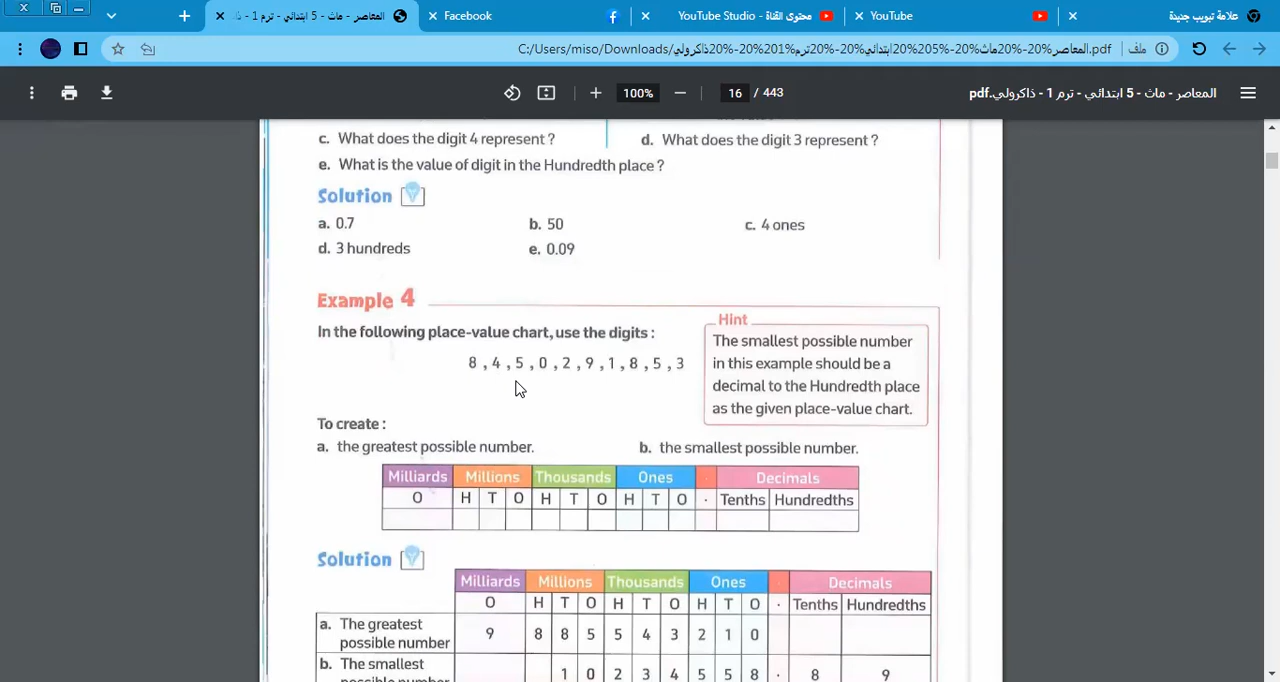 المعاصر - ماث - 5 ابتدائي - ترم 1 - ذ
Facebook
محتوى القناة - YouTube Studio
YouTube
علامة تبويب جديدة
C:/Users/miso/Downloads/المعاصر%20-%20ماث%20-%205%20ابتدائي%20-%20ترم%201%20-%20ذاكرولي.pdf
ملف
100%
16 / 443
المعاصر - ماث - 5 ابتدائي - ترم 1 - ذاكرولي.pdf
c. What does the digit 4 represent ?
d. What does the digit 3 represent ?
e. What is the value of digit in the Hundredth place ?
Solution
a. 0.7
b. 50
c. 4 ones
d. 3 hundreds
e. 0.09
Example 4
In the following place-value chart, use the digits :
8 , 4 , 5 , 0 , 2 , 9 , 1 , 8 , 5 , 3
Hint
The smallest possible number
in this example should be a
decimal to the Hundredth place
as the given place-value chart.
To create :
a. the greatest possible number.
b. the smallest possible number.
Milliards Millions Thousands Ones . Decimals
O H T O H T O H T O . Tenths Hundredths
Solution
Milliards Millions Thousands Ones Decimals
O H T O H T O H T O . Tenths Hundredths
a. The greatest
possible number
9 8 8 5 5 4 3 2 1 0
b. The smallest
possible number
1 0 2 3 4 5 5 8 . 8 9